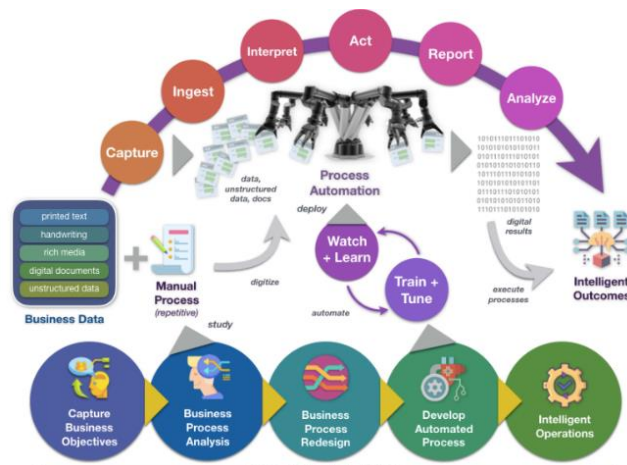 Act
Interpret
Report
Ingest
Analyze
Capture
data,
unstructured
data, docs
Process
Automation
digital
results
printed text
handwriting
rich media
digital documents
unstructured data
Business Data
Manual
Process
(repetitive)
digitize
deploy
Watch
+ Learn
Train +
Tune
automate
execute
processes
Intelligent
Outcomes
study
Capture
Business
Objectives
Business
Process
Analysis
Business
Process
Redesign
Develop
Automated
Process
Intelligent
Operations